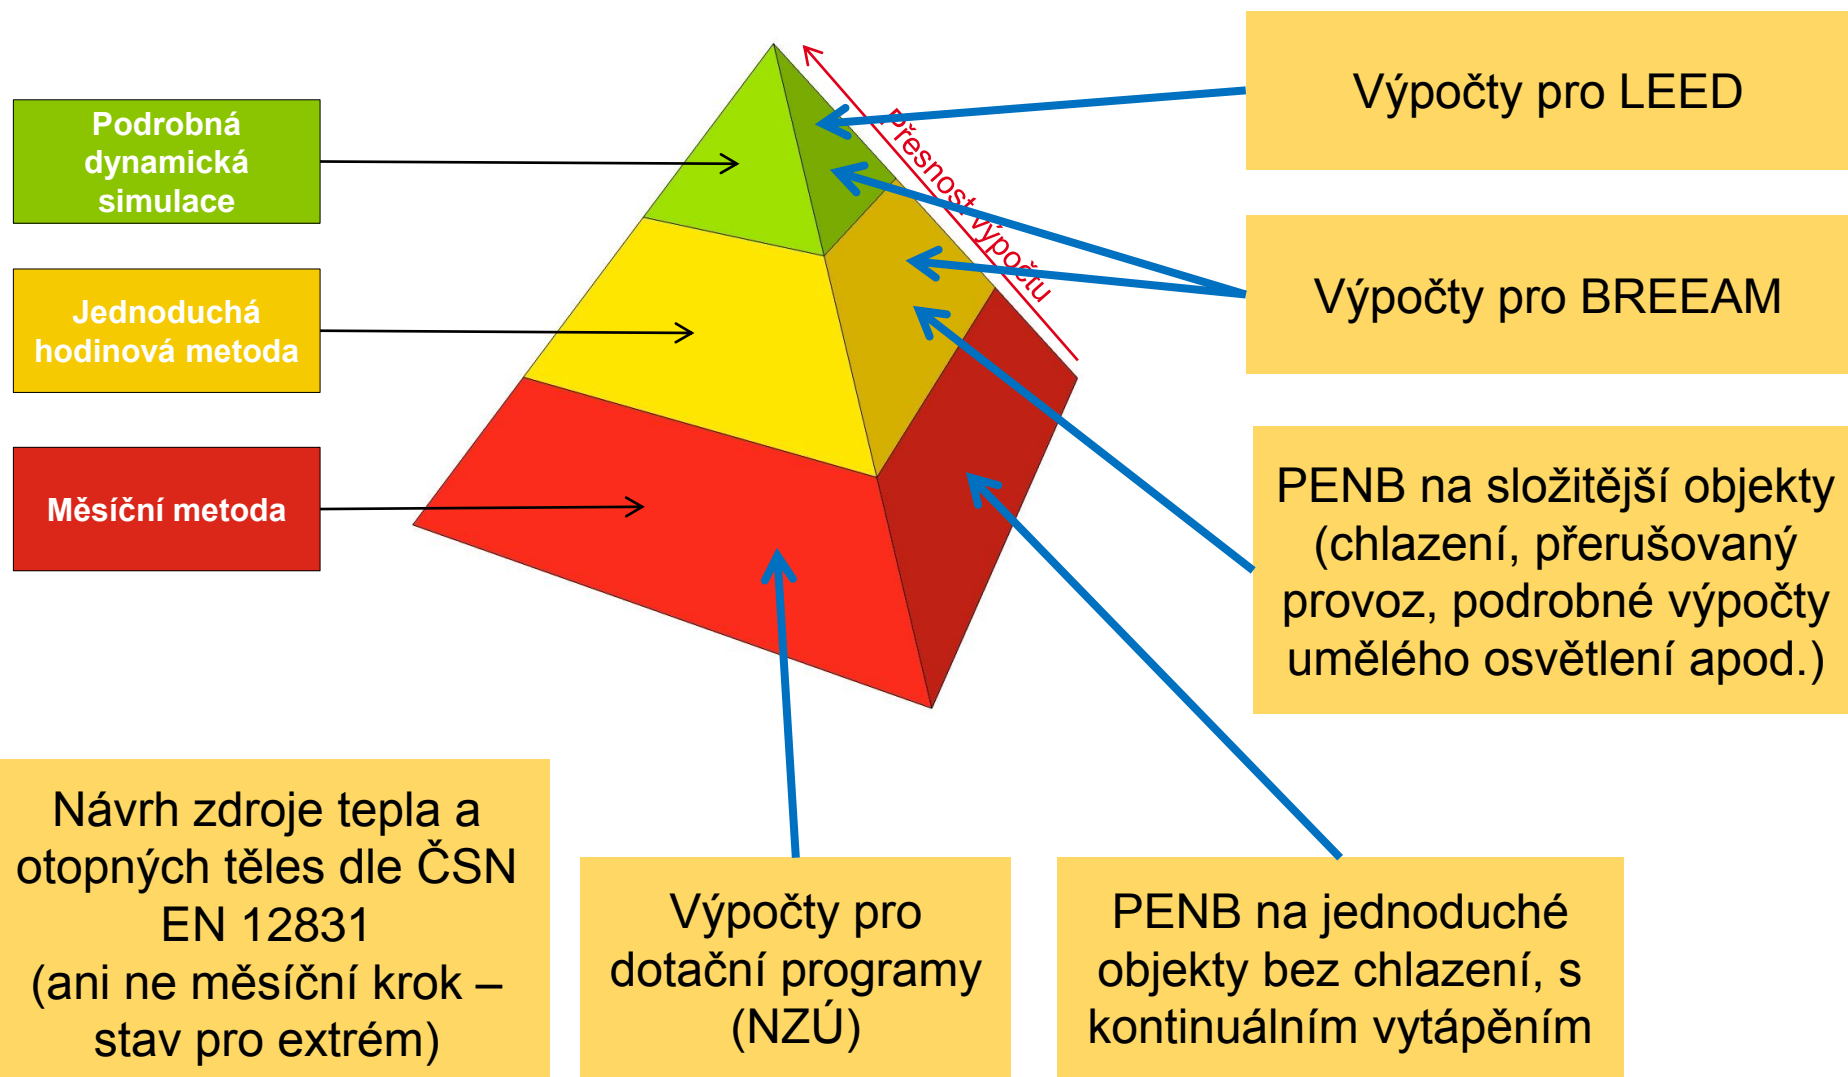 Podrobná
dynamická
simulace
Jednoduchá
hodinová metoda
Měsíční metoda
Přesnost výpočtu
Výpočty pro LEED
Výpočty pro BREEAM
PENB na složitější objekty
(chlazení, přerušovaný
provoz, podrobné výpočty
umělého osvětlení apod.)
Návrh zdroje tepla a
otopných těles dle ČSN
EN 12831
(ani ne měsíční krok –
stav pro extrém)
Výpočty pro
dotační programy
(NZÚ)
PENB na jednoduché
objekty bez chlazení, s
kontinuálním vytápěním